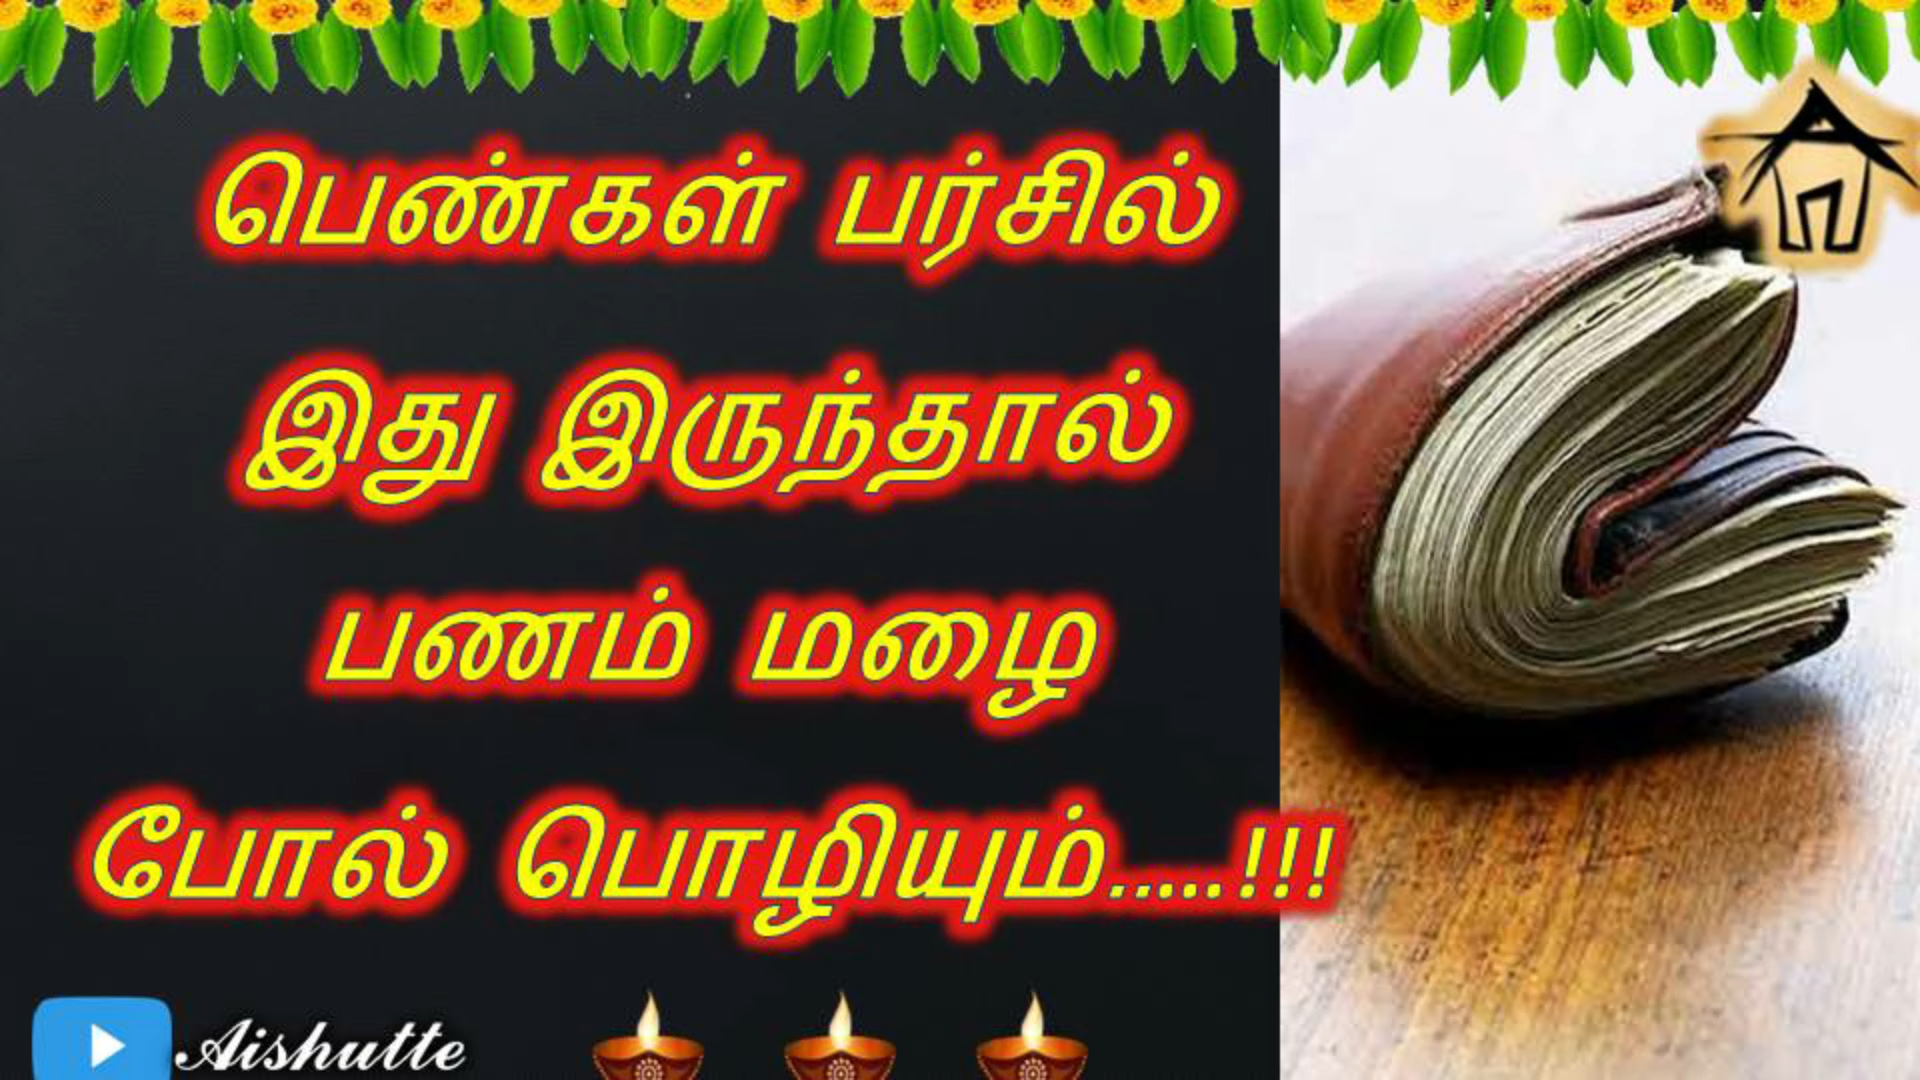 பெண்கள் பர்சில்
இது இருந்தால்
பணம் மழை
போல் பொழியும்.....!!!
Aishutte